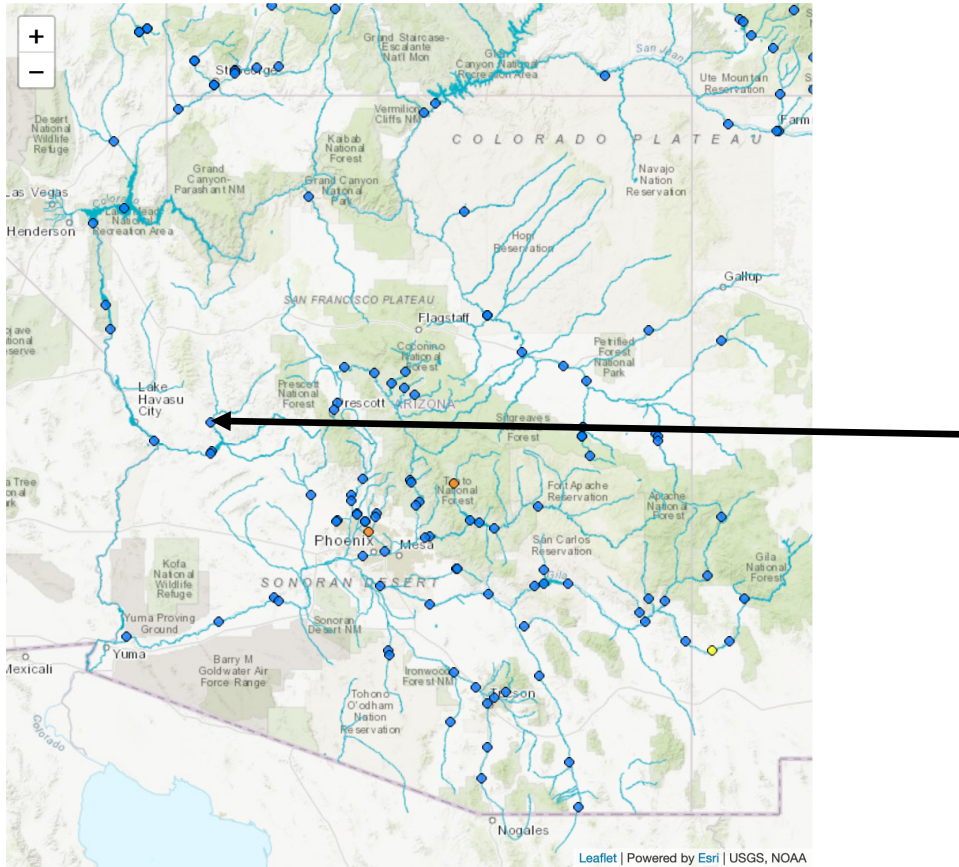 +
−
Grand Staircase-
Escalante
Nat'l Mon
San Juan
Canyon National
Recreation Area
Ute Mountain
Reservation
Vermilion
Cliffs NM
Farm
Desert
National
Wildlife
Refuge
COLORADO PLATEAU
Kaibab
National
Forest
Grand
Canyon-
Parashant NM
Grand Canyon
National
Park
Navajo
Nation
Reservation
Las Vegas
Henderson
Recreation Area
Hopi
Reservation
Gallup
SAN FRANCISCO PLATEAU
Flagstaff
Coconino
National
Forest
Petrified
Forest
National
Park
Lake
Havasu
City
Prescott
National
Forest
Prescott
ARIZONA
Sitgreaves
Forest
Tonto
National
Forest
Fort Apache
Reservation
Apache
National
Forest
Phoenix
Mesa
San Carlos
Reservation
Gila
Gila
National
Forest
Kofa
National
Wildlife
Refuge
SONORAN DESERT
Yuma Proving
Ground
Sonoran
Desert NM
Yuma
Mexicali
Barry M
Goldwater Air
Force Range
Ironwood
Forest NM
Tucson
Tohono
O'odham
Nation
Reservation
Colorado
Nogales
Leaflet | Powered by Esri | USGS, NOAA